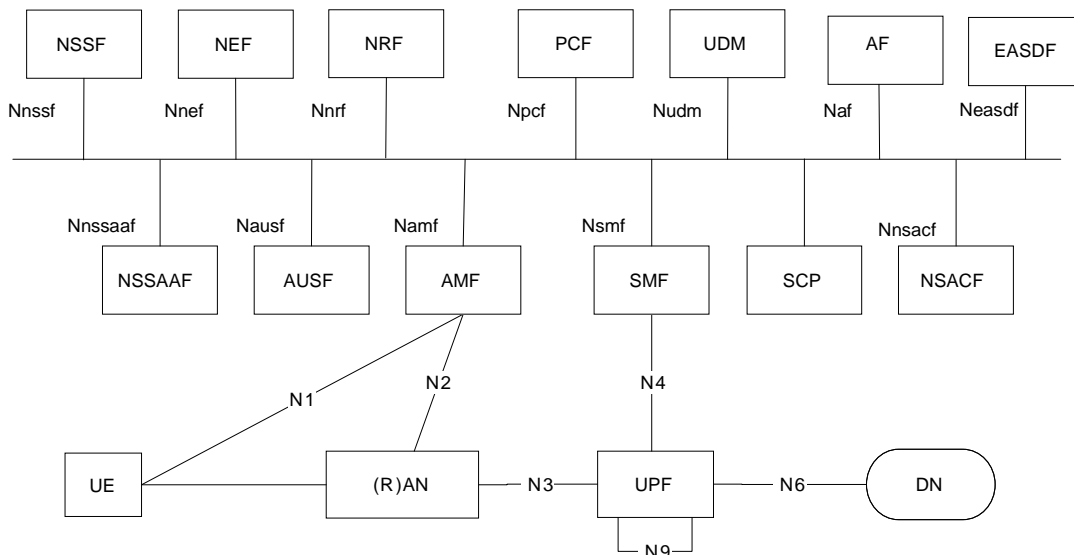 NSSF
NEF
NRF
PCF
UDM
AF
EASDF
Nnssf
Nnef
Nnrf
Npcf
Nudm
Naf
Neasdf
Nnssaaf
Nausf
Namf
Nsmf
Nnsacf
NSSAAF
AUSF
AMF
SMF
SCP
NSACF
N1
N2
N4
UE
(R)AN
N3
UPF
N6
DN
N9